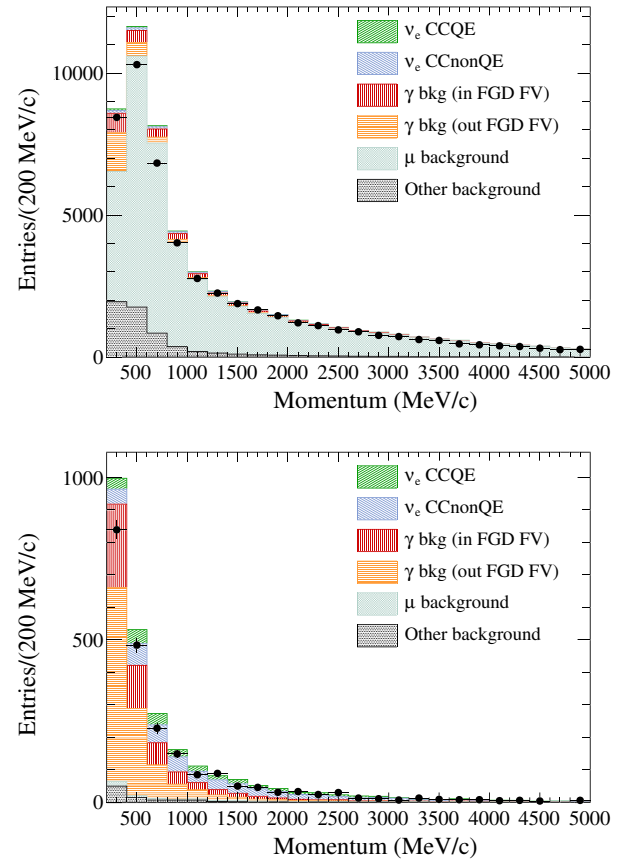 Entries/(200 MeV/c)
10000
5000
0
ν_e CCQE
ν_e CCnonQE
γ bkg (in FGD FV)
γ bkg (out FGD FV)
μ background
Other background
500 1000 1500 2000 2500 3000 3500 4000 4500 5000
Momentum (MeV/c)
Entries/(200 MeV/c)
1000
500
0
ν_e CCQE
ν_e CCnonQE
γ bkg (in FGD FV)
γ bkg (out FGD FV)
μ background
Other background
500 1000 1500 2000 2500 3000 3500 4000 4500 5000
Momentum (MeV/c)